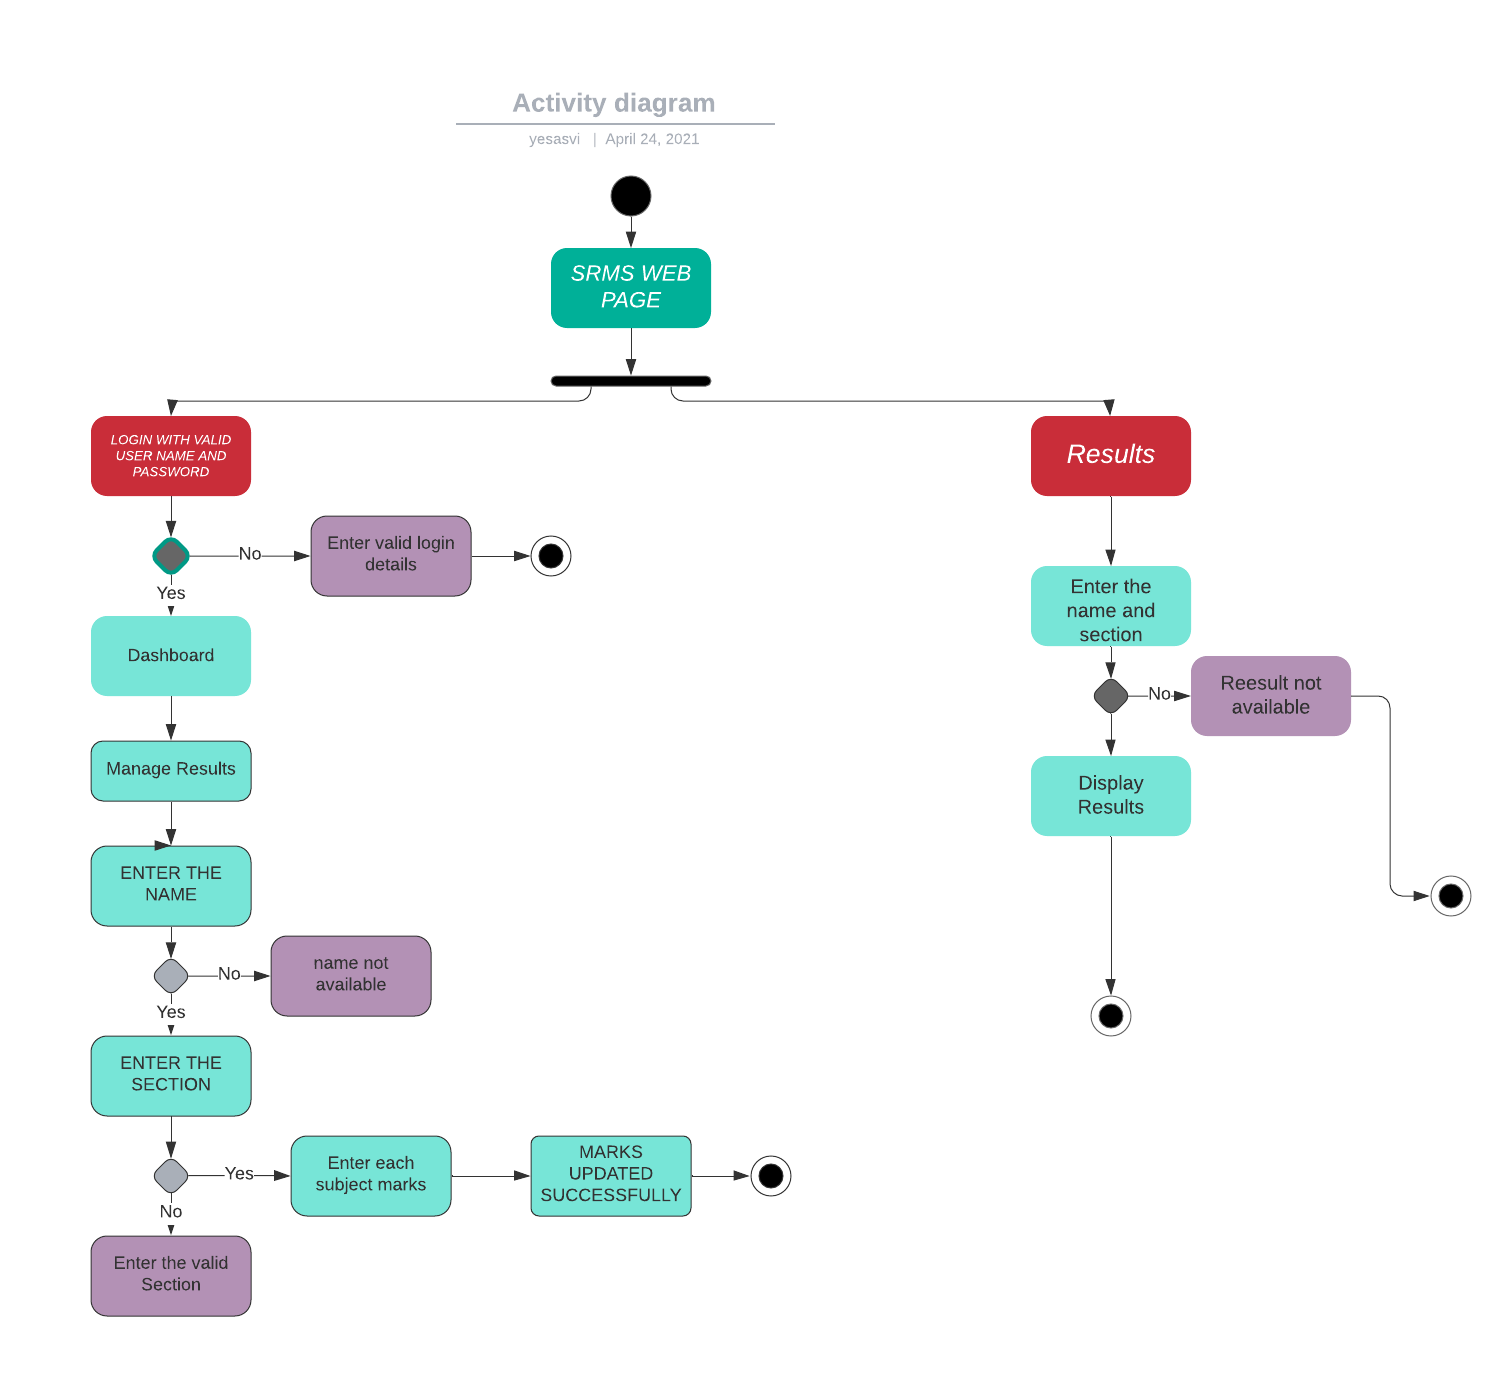 Activity diagram
yesasvi | April 24, 2021
SRMS WEB
PAGE
LOGIN WITH VALID
USER NAME AND
PASSWORD
No
Enter valid login
details
Yes
Dashboard
Manage Results
ENTER THE
NAME
No
name not
available
Yes
ENTER THE
SECTION
Yes
Enter each
subject marks
MARKS
UPDATED
SUCCESSFULLY
No
Enter the valid
Section
Results
Enter the
name and
section
No
Reesult not
available
Display
Results